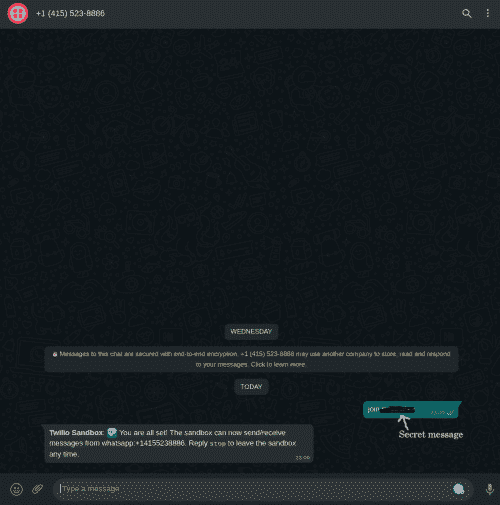 +1 (415) 523-8886
WEDNESDAY
Messages to this chat are secured with end-to-end encryption. +1 (415) 523-8886 may use another company to store, read and respond
to your messages. Click to learn more.
TODAY
join
Secret message
Twilio Sandbox: You are all set! The sandbox can now send/receive
messages from whatsapp:+14155238886. Reply stop to leave the sandbox
any time.
Type a message